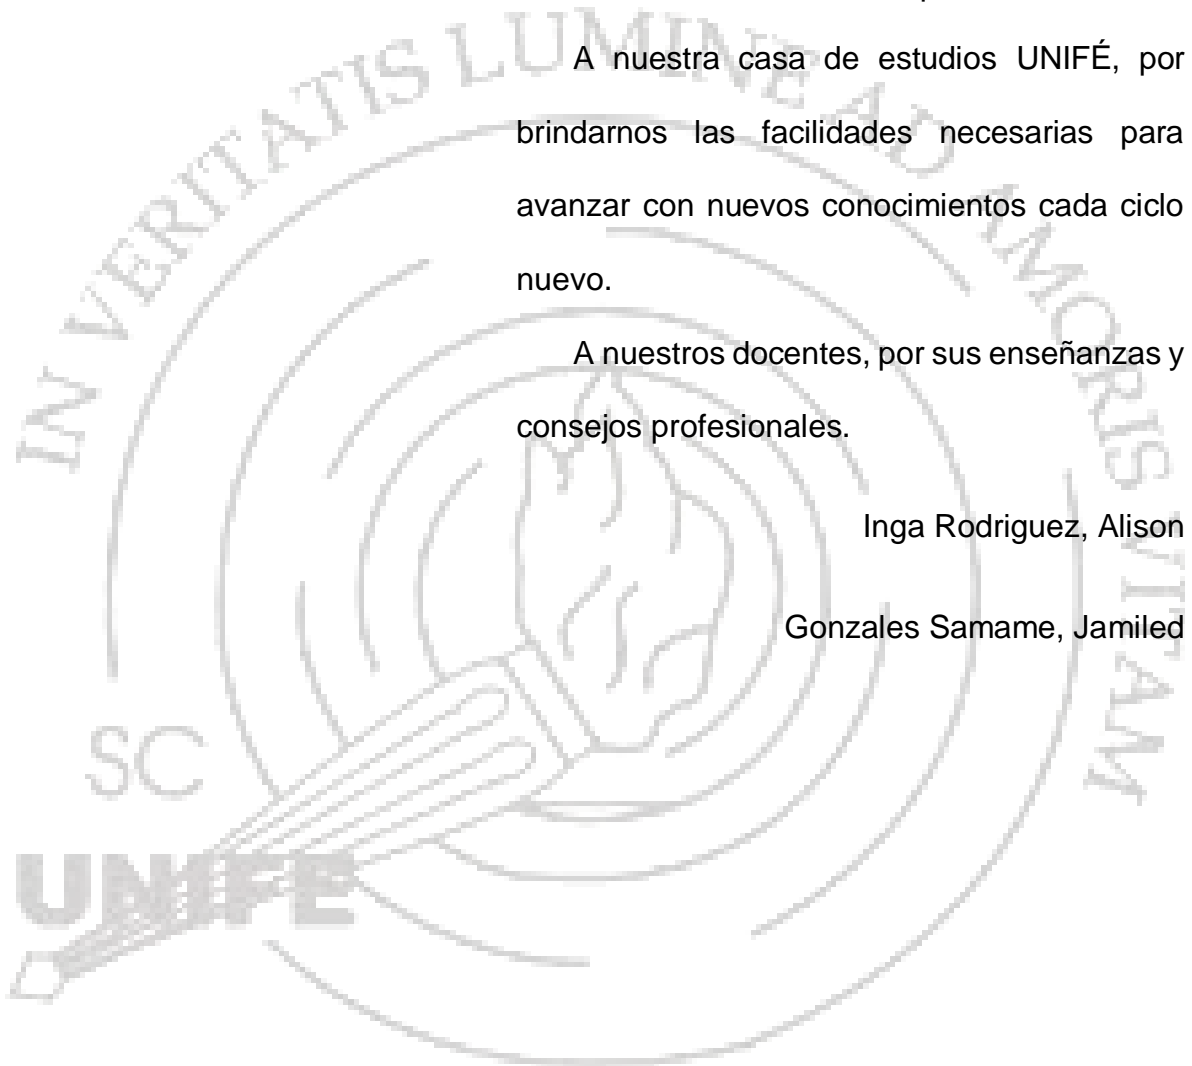 A nuestra casa de estudios UNIFÉ, por
brindarnos las facilidades necesarias para
avanzar con nuevos conocimientos cada ciclo
nuevo.
A nuestros docentes, por sus enseñanzas y
consejos profesionales.
Inga Rodriguez, Alison
Gonzales Samame, Jamiled
IN VERITATIS LUMINE AD AMORIS VITAM
SC
UNIFE